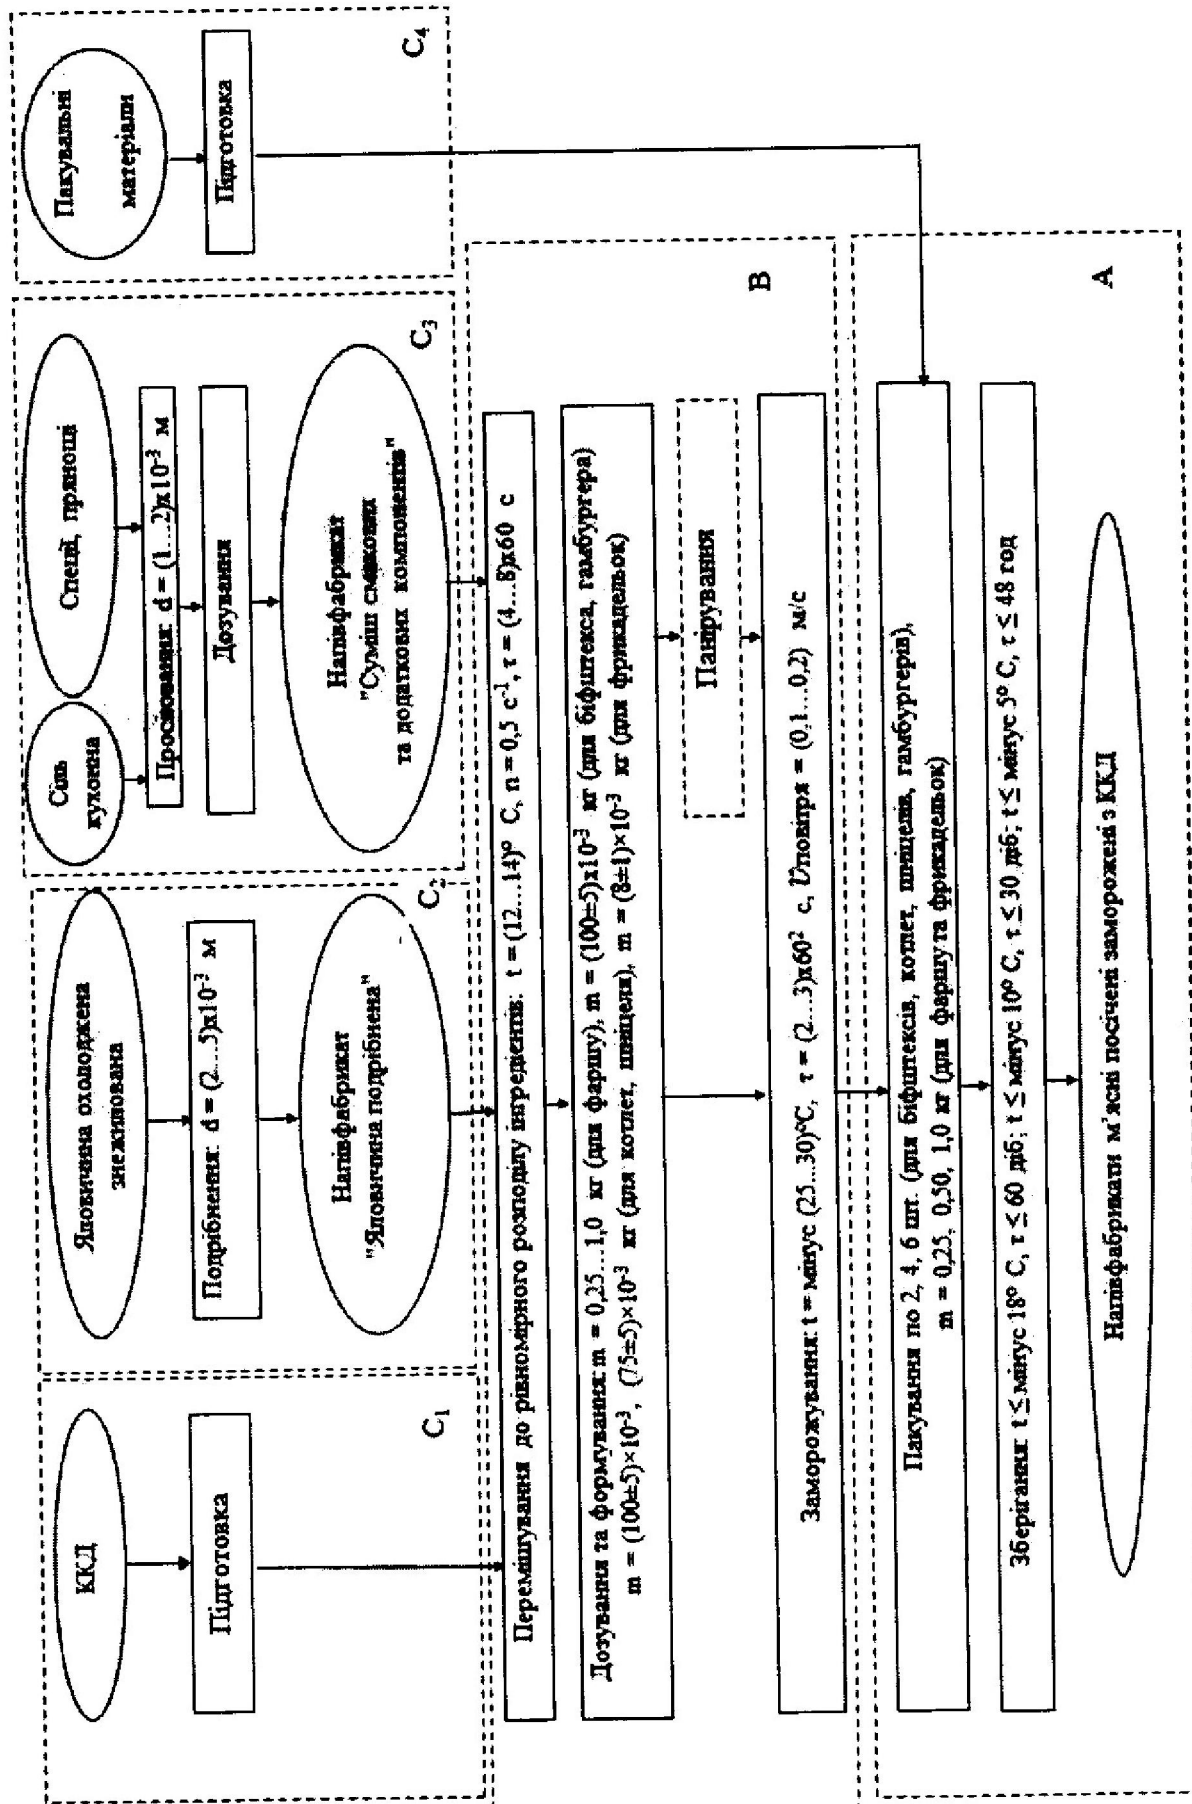 ККД
Підготовка
C₁
Яловичина охолоджена
знежилована
Подрібнення: d = (2...5)x10⁻³ м
Напівфабрикат
"Яловичина подрібнена"
C₂
Сіль
кухонна
Спеції, прянощі
Просіювання: d = (1...2)x10⁻³ м
Дозування
Напівфабрикат
"Суміш смакових
та додаткових компонентів"
C₃
Пакувальні
матеріали
Підготовка
C₄
Перемішування до рівномірного розподілу інгредієнтів: t = (12...14)° C, n = 0,5 c⁻¹, τ = (4...8)x60 c
Дозування та формування: m = 0,25...1,0 кг (для фаршу), m = (100±5)x10⁻³ кг (для біфштекса, гамбургера)
m = (100±5)×10⁻³, (75±5)×10⁻³ кг (для котлет, шніцеля), m = (8±1)×10⁻³ кг (для фрикадельок)
Панірування
Заморожування: t = мінус (25...30)°C, τ = (2...3)x60² c, Uповітря = (0,1...0,2) м/с
B
Пакування по 2, 4, 6 шт. (для біфштексів, котлет, шніцелів, гамбургерів),
m = 0,25, 0,50, 1,0 кг (для фаршу та фрикадельок)
Зберігання: t ≤ мінус 18° C, τ ≤ 60 діб; t ≤ мінус 10° C, τ ≤ 30 діб; t ≤ мінус 5° C, τ ≤ 48 год
Напівфабрикати м'ясні посічені заморожені з ККД
A